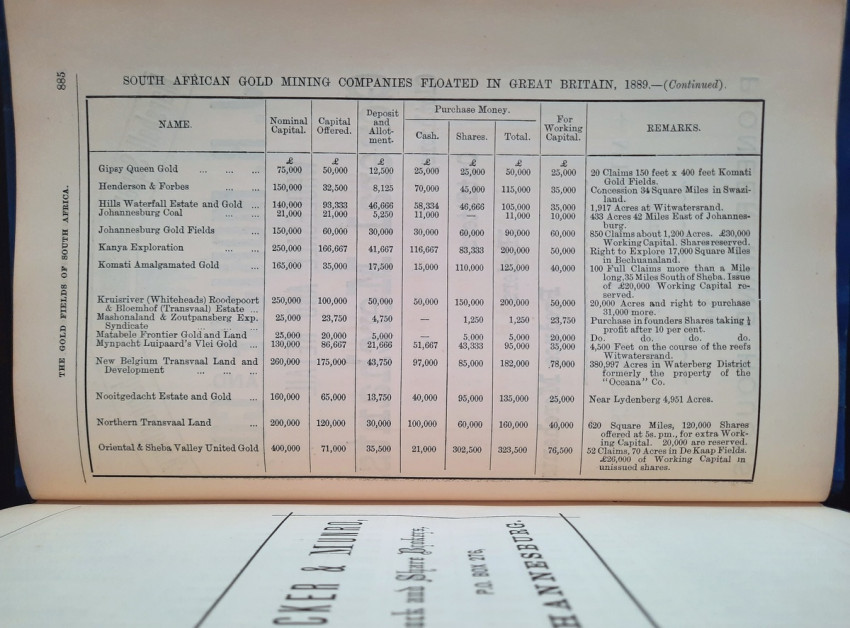 885
THE GOLD FIELDS OF SOUTH AFRICA.
SOUTH AFRICAN GOLD MINING COMPANIES FLOATED IN GREAT BRITAIN, 1889.—(Continued).
NAME. Nominal Capital. Capital Offered. Deposit and Allot-ment. Purchase Money. Cash. Shares. Total. For Working Capital. REMARKS.
£ £ £ £ £ £ £
Gipsy Queen Gold ... ... ... 75,000 50,000 12,500 25,000 25,000 50,000 25,000 20 Claims 150 feet x 400 feet Komati
Gold Fields.
Henderson & Forbes ... ... 150,000 32,500 8,125 70,000 45,000 115,000 35,000 Concession 34 Square Miles in Swazi-
land.
Hills Waterfall Estate and Gold ... 140,000 93,333 46,666 58,334 46,666 105,000 35,000 1,917 Acres at Witwatersrand.
Johannesburg Coal ... 21,000 21,000 5,250 11,000 — 11,000 10,000 433 Acres 42 Miles East of Johannes-
burg.
Johannesburg Gold Fields ... 150,000 60,000 30,000 30,000 60,000 90,000 60,000 850 Claims about 1,200 Acres. £30,000
Working Capital. Shares reserved.
Kanya Exploration ... ... 250,000 166,667 41,667 116,667 83,333 200,000 50,000 Right to Explore 17,000 Square Miles
in Bechuanaland.
Komati Amalgamated Gold ... 165,000 35,000 17,500 15,000 110,000 125,000 40,000 100 Full Claims more than a Mile
long, 35 Miles South of Sheba. Issue
of £20,000 Working Capital re-
served.
Kruisriver (Whiteheads) Roodepoort 250,000 100,000 50,000 50,000 150,000 200,000 50,000 20,000 Acres and right to purchase
& Bloemhof (Transvaal) Estate ... 31,000 more.
Mashonaland & Zoutpansberg Exp. 25,000 23,750 4,750 — 1,250 1,250 23,750 Purchase in founders Shares taking ½
Syndicate profit after 10 per cent.
Matabele Frontier Gold and Land ... 25,000 20,000 5,000 — 5,000 5,000 20,000 Do. do. do. do.
Mynpacht Luipaard's Vlei Gold ... 130,000 86,667 21,666 51,667 43,333 95,000 35,000 4,500 Feet on the course of the reefs
Witwatersrand.
New Belgium Transvaal Land and 260,000 175,000 43,750 97,000 85,000 182,000 78,000 380,997 Acres in Waterberg District
Development ... ... ... formerly the property of the
"Oceana" Co.
Nooitgedacht Estate and Gold ... 160,000 65,000 13,750 40,000 95,000 135,000 25,000 Near Lydenberg 4,951 Acres.
Northern Transvaal Land ... 200,000 120,000 30,000 100,000 60,000 160,000 40,000 620 Square Miles, 120,000 Shares
offered at 5s. pm., for extra Work-
ing Capital. 20,000 are reserved.
Oriental & Sheba Valley United Gold 400,000 71,000 35,500 21,000 302,500 323,500 76,500 52 Claims, 70 Acres in De Kaap Fields.
£26,000 of Working Capital in
unissued shares.
CKER & MUNRO,
ock and Share Brokers,
P.O. BOX 276,
HANNESBURG.